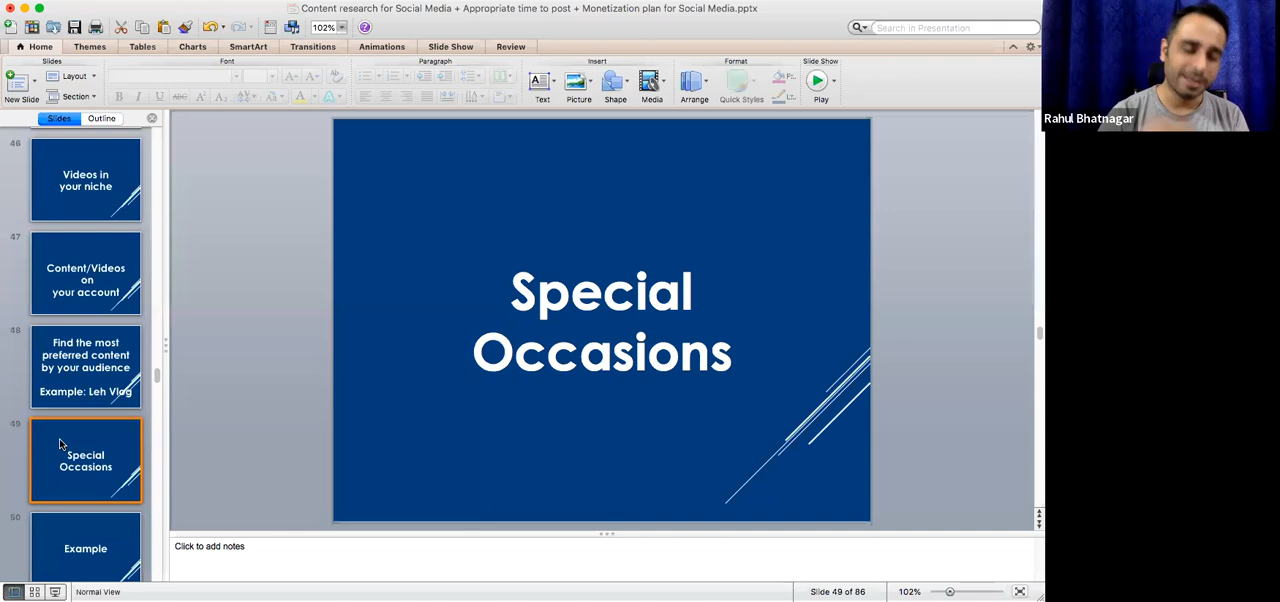 Content research for Social Media + Appropriate time to post + Monetization plan for Social Media.pptx
102%
Search in Presentation
Home Themes Tables Charts SmartArt Transitions Animations Slide Show Review
Slides Font Paragraph Insert Format Slide Show
Layout
Section
New Slide
B I U ABC A² A₂
Text Picture Shape Media Arrange Quick Styles Play
Slides Outline
46
Videos in
your niche
47
Content/Videos
on
your account
48
Find the most
preferred content
by your audience
Example: Leh Vlog
49
Special
Occasions
50
Example
Special
Occasions
Click to add notes
Normal View
Slide 49 of 86
102%
Rahul Bhatnagar